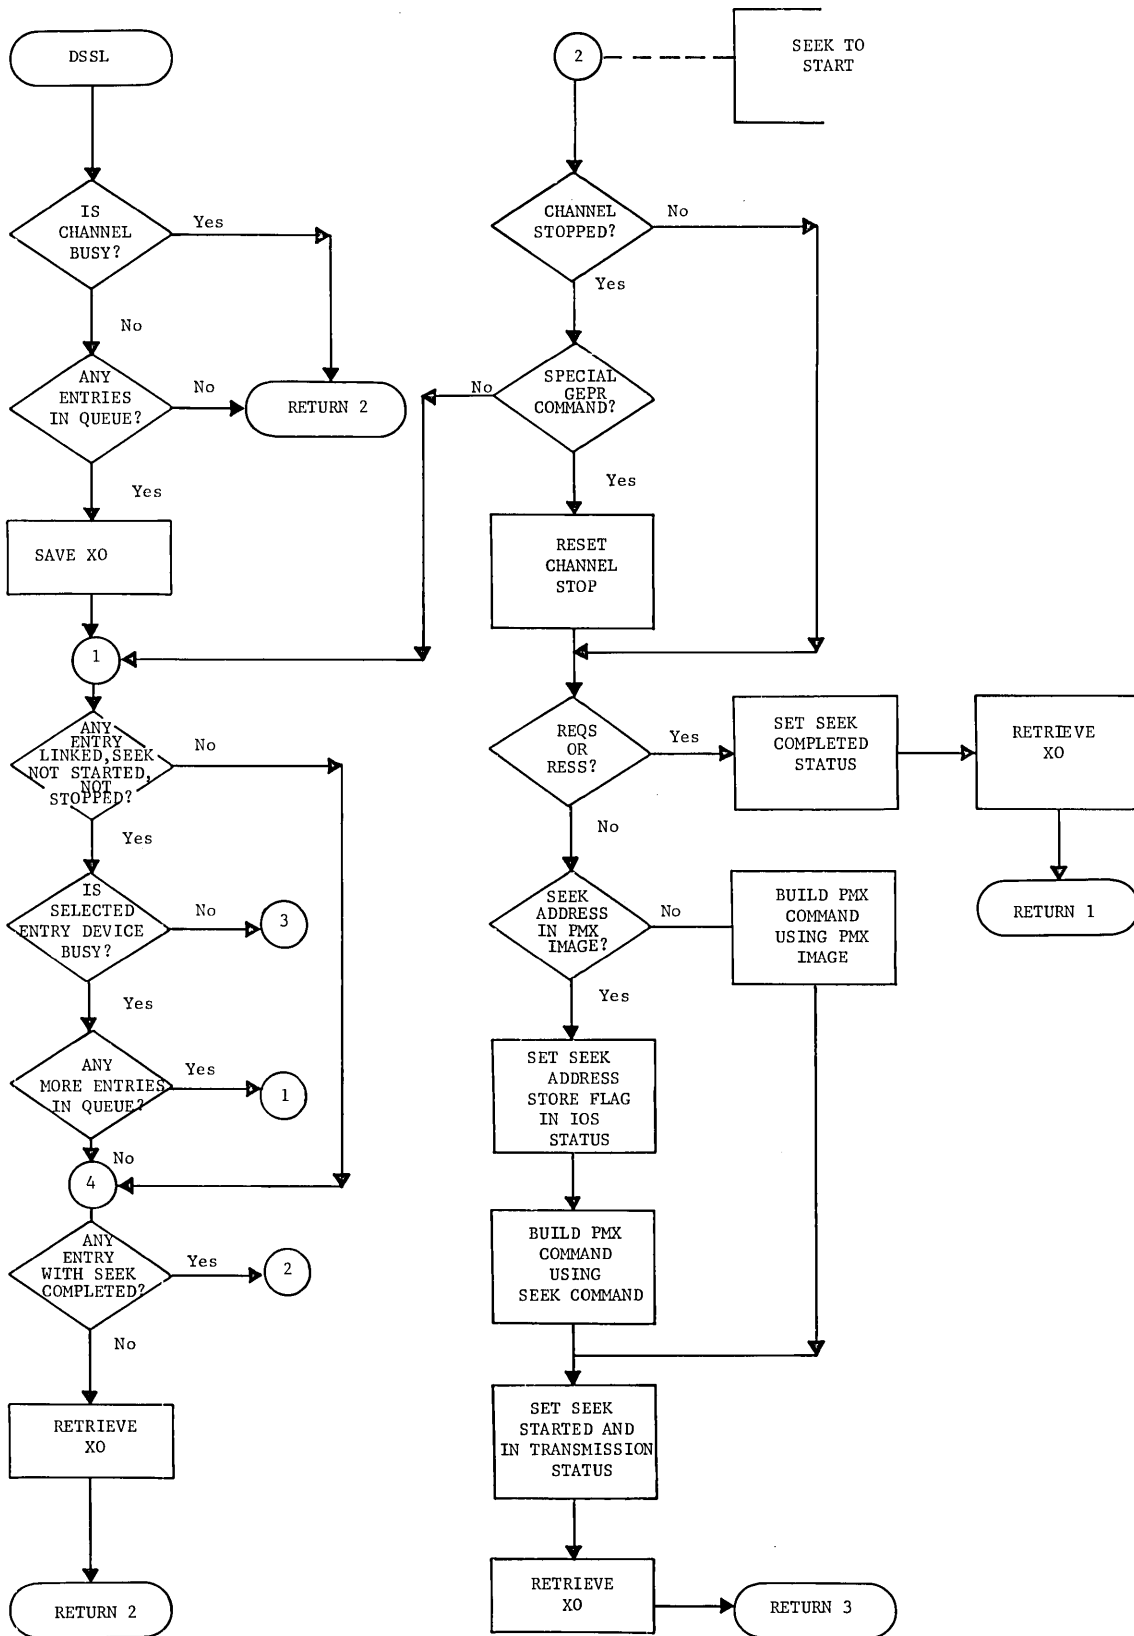 DSSL
IS
CHANNEL
BUSY?
Yes
No
ANY
ENTRIES
IN QUEUE?
No
RETURN 2
Yes
SAVE XO
1
ANY
ENTRY
LINKED,SEEK
NOT STARTED,
NOT
STOPPED?
No
Yes
IS
SELECTED
ENTRY DEVICE
BUSY?
No
3
Yes
ANY
MORE ENTRIES
IN QUEUE?
Yes
1
No
4
ANY
ENTRY
WITH SEEK
COMPLETED?
Yes
2
No
RETRIEVE
XO
RETURN 2
2
SEEK TO
START
CHANNEL
STOPPED?
No
Yes
SPECIAL
GEPR
COMMAND?
No
Yes
RESET
CHANNEL
STOP
REQS
OR
RESS?
Yes
SET SEEK
COMPLETED
STATUS
RETRIEVE
XO
RETURN 1
No
SEEK
ADDRESS
IN PMX
IMAGE?
No
BUILD PMX
COMMAND
USING PMX
IMAGE
Yes
SET SEEK
ADDRESS
STORE FLAG
IN IOS
STATUS
BUILD PMX
COMMAND
USING
SEEK COMMAND
SET SEEK
STARTED AND
IN TRANSMISSION
STATUS
RETRIEVE
XO
RETURN 3